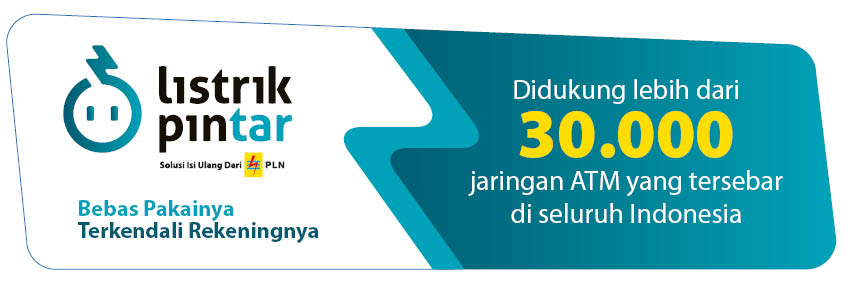 listrik
pintar
Solusi Isi Ulang Dari PLN
Bebas Pakainya
Terkendali Rekeningnya
Didukung lebih dari
30.000
jaringan ATM yang tersebar
di seluruh Indonesia